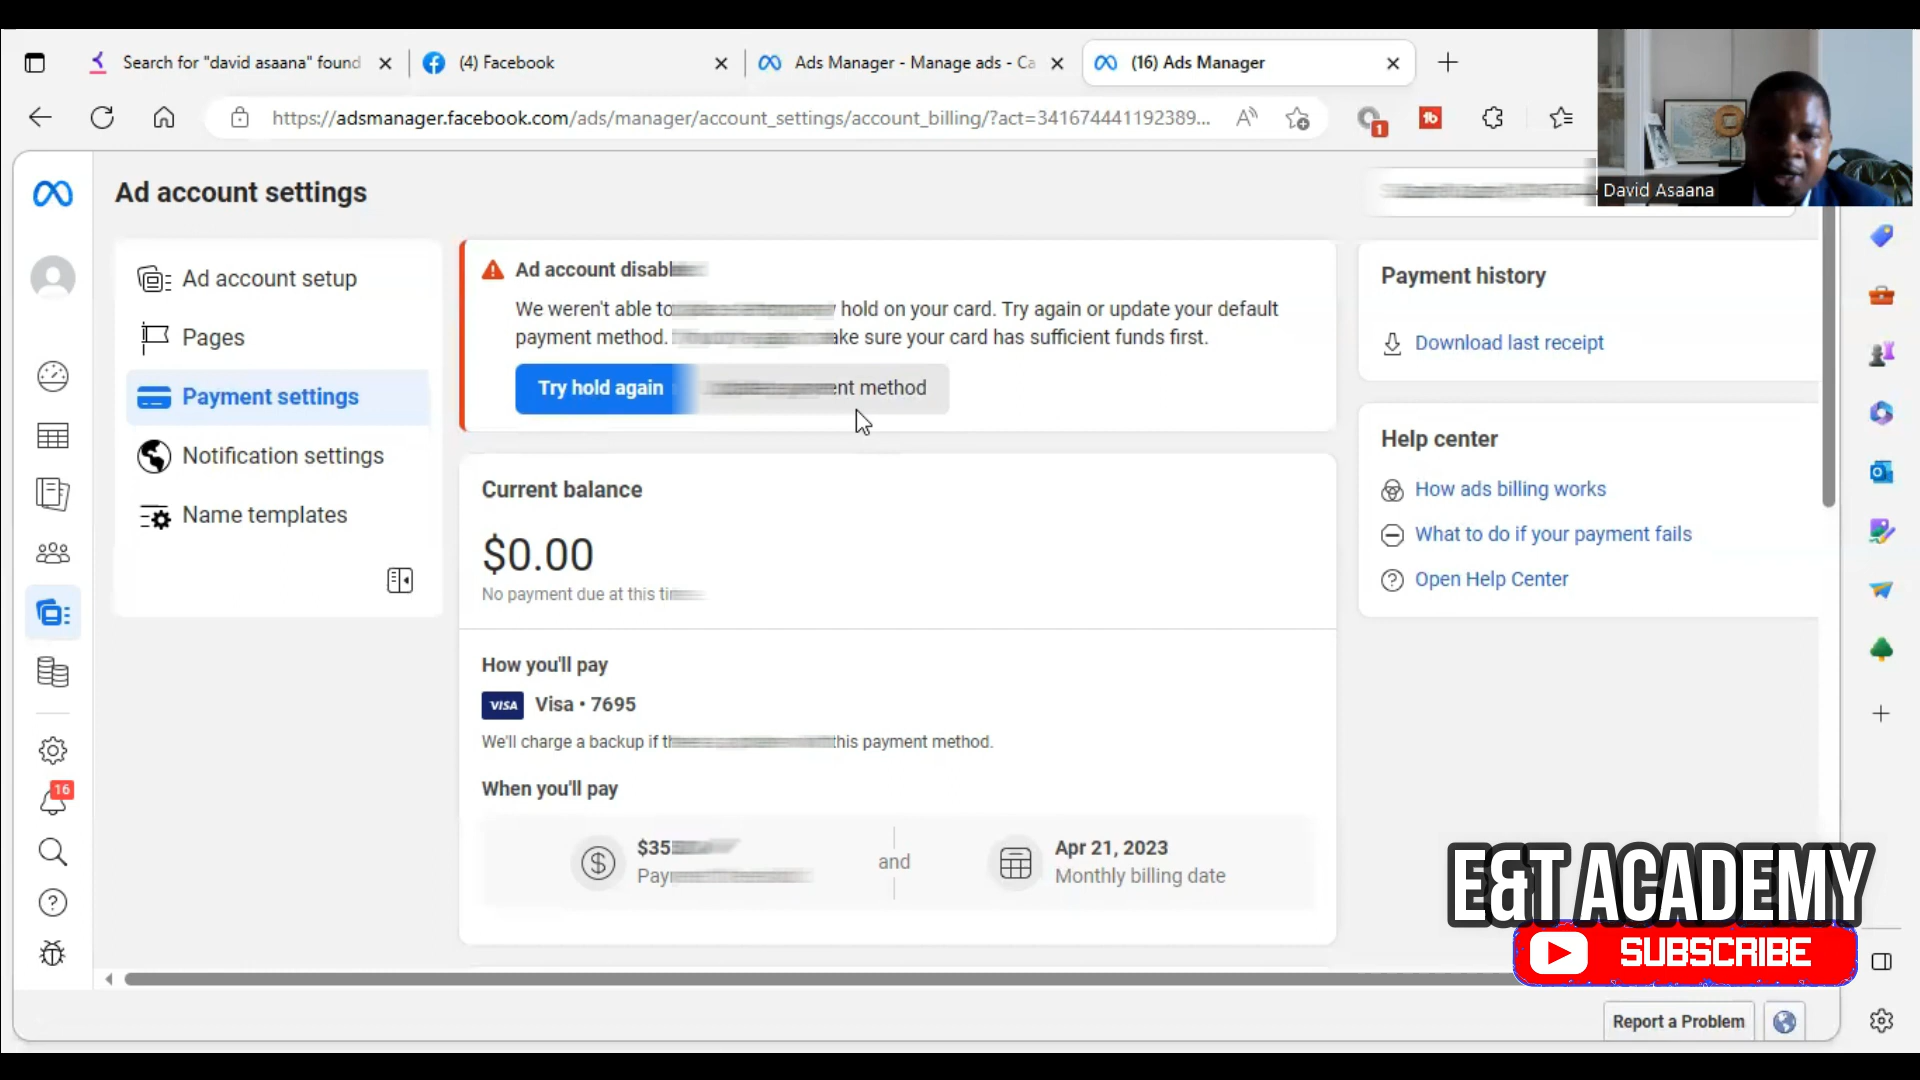 Search for "david asaana" found
(4) Facebook
Ads Manager - Manage ads - Ca
(16) Ads Manager
https://adsmanager.facebook.com/ads/manager/account_settings/account_billing/?act=341674441192389...
1
David Asaana
Ad account settings
Ad account setup
Pages
Payment settings
Notification settings
Name templates
16
Ad account disabl
We weren't able to hold on your card. Try again or update your default
payment method. ake sure your card has sufficient funds first.
Try hold again
nt method
Current balance
$0.00
No payment due at this tim
How you'll pay
VISA
Visa • 7695
We'll charge a backup if this payment method.
When you'll pay
$35
Pay
and
Apr 21, 2023
Monthly billing date
Payment history
Download last receipt
Help center
How ads billing works
What to do if your payment fails
Open Help Center
E&T ACADEMY
SUBSCRIBE
Report a Problem